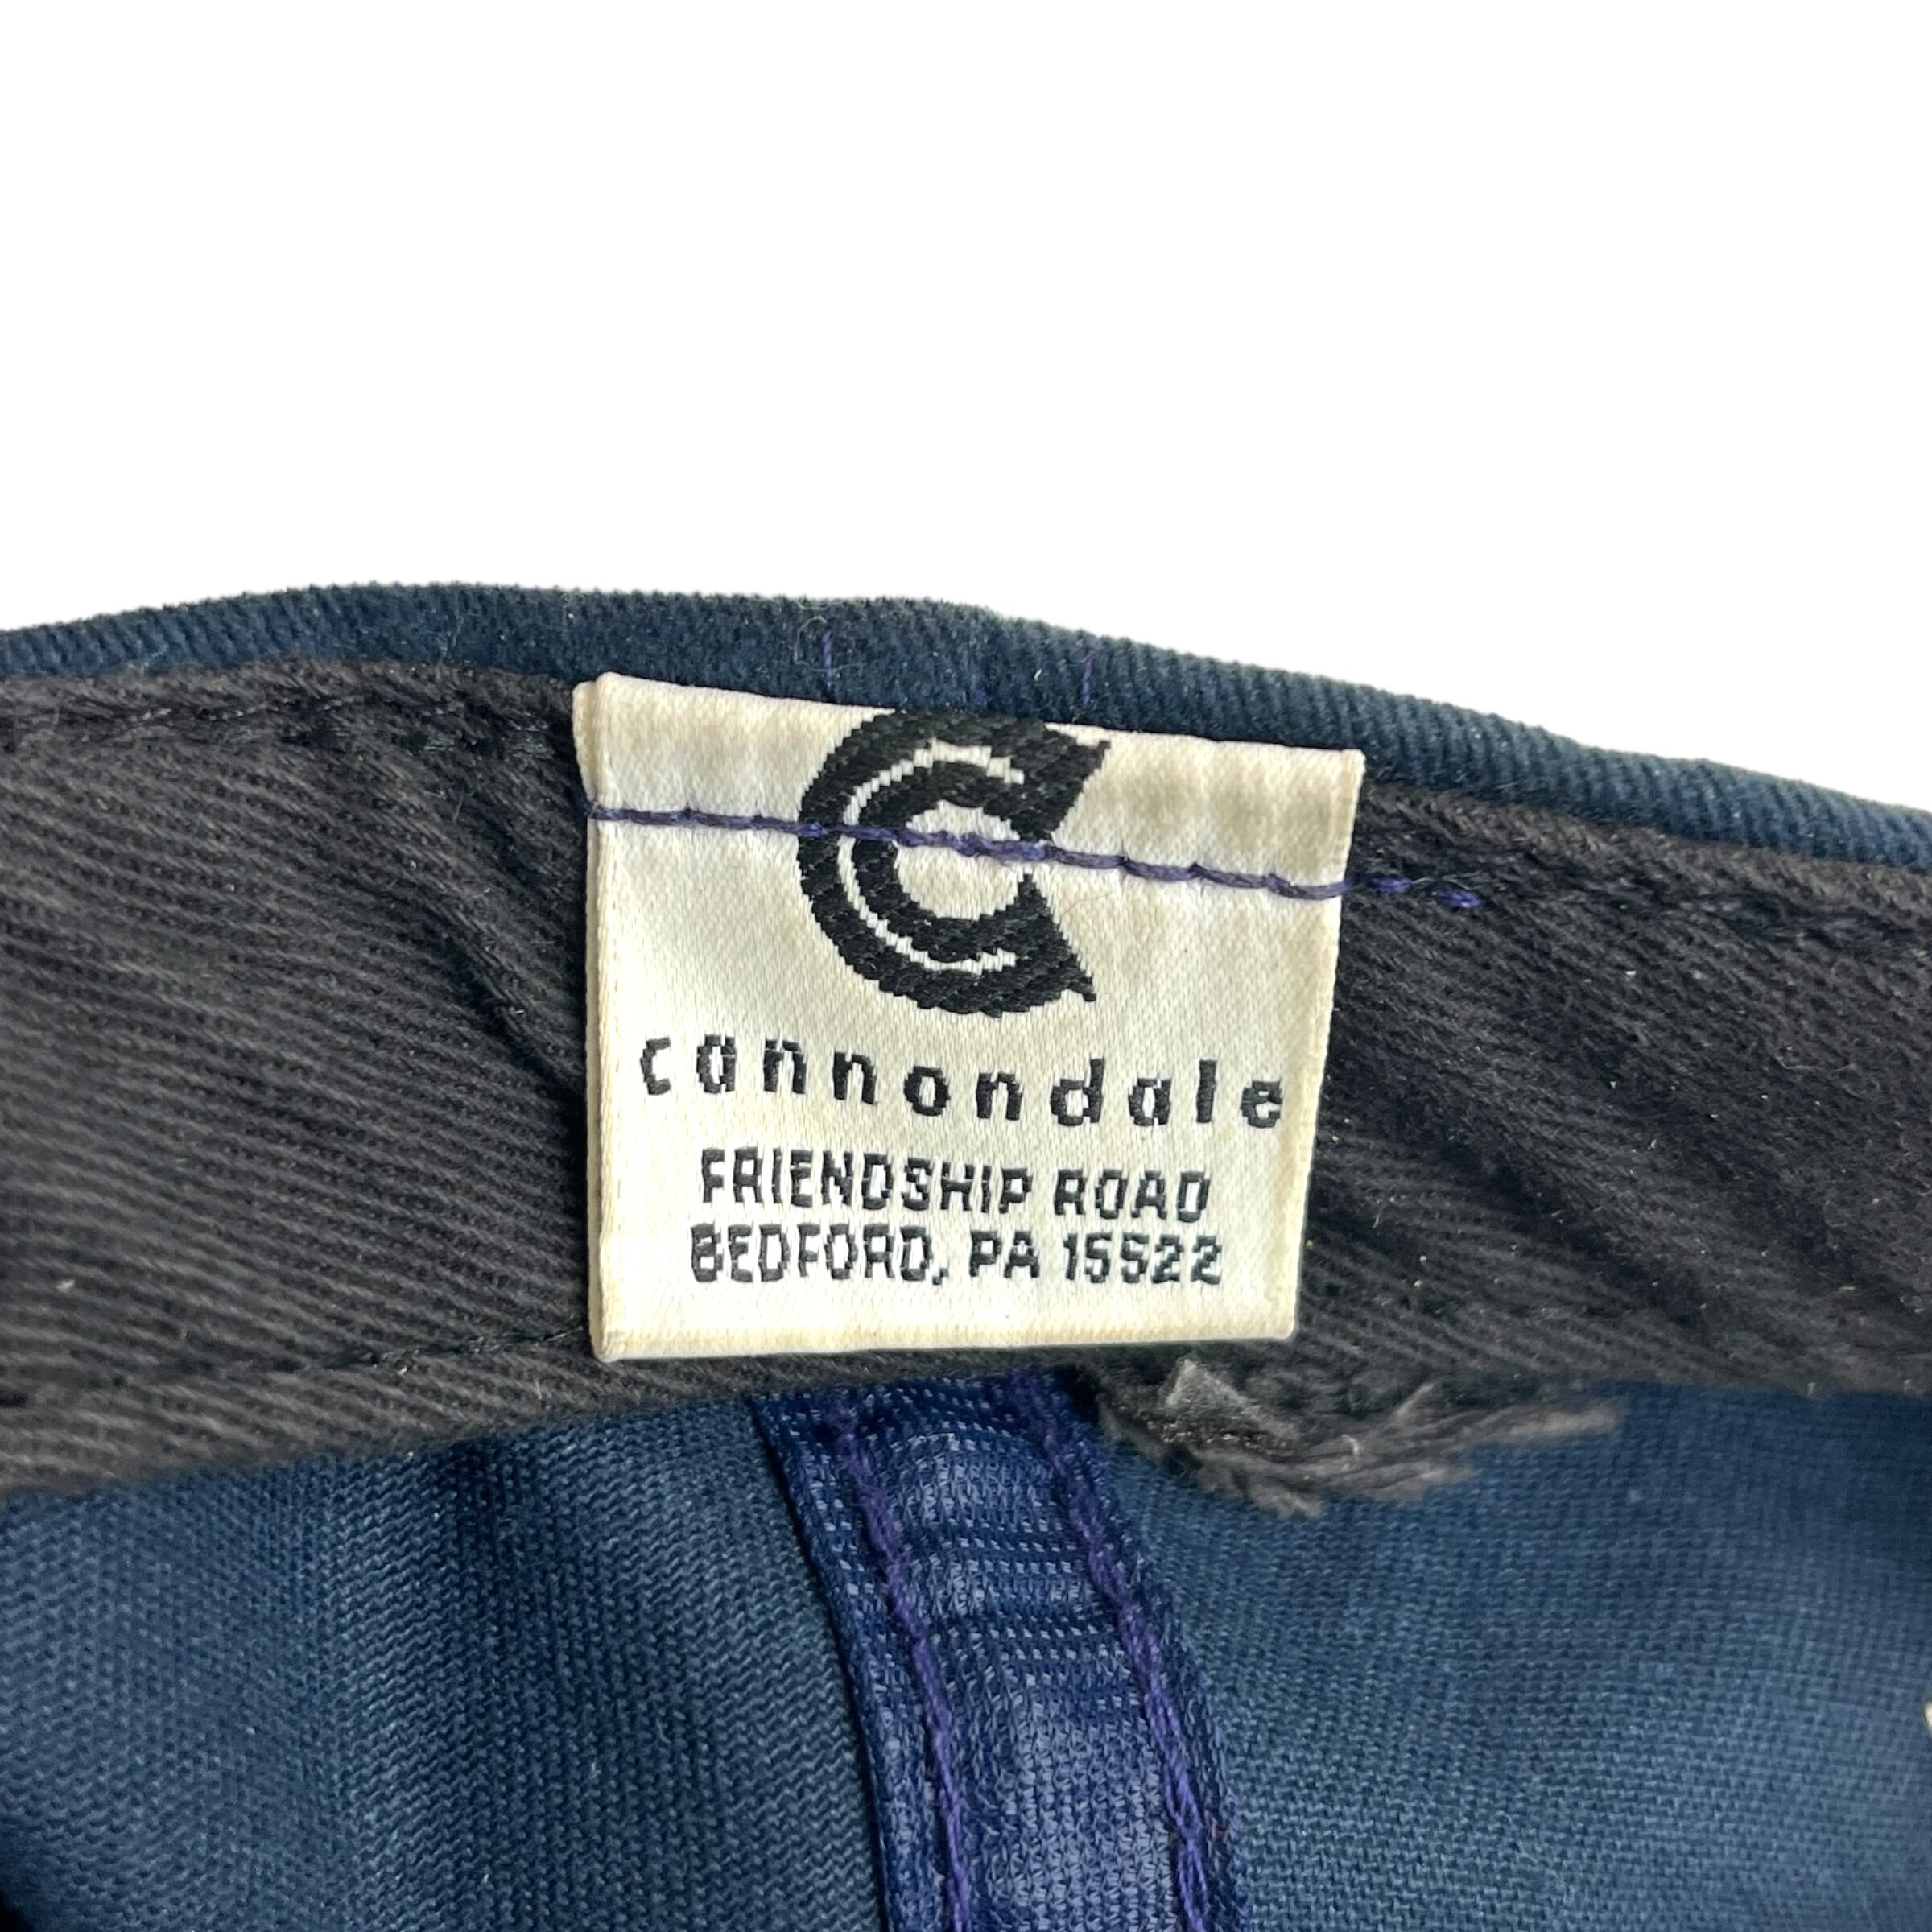 C
cannondale
FRIENDSHIP ROAD
BEDFORD, PA 15522